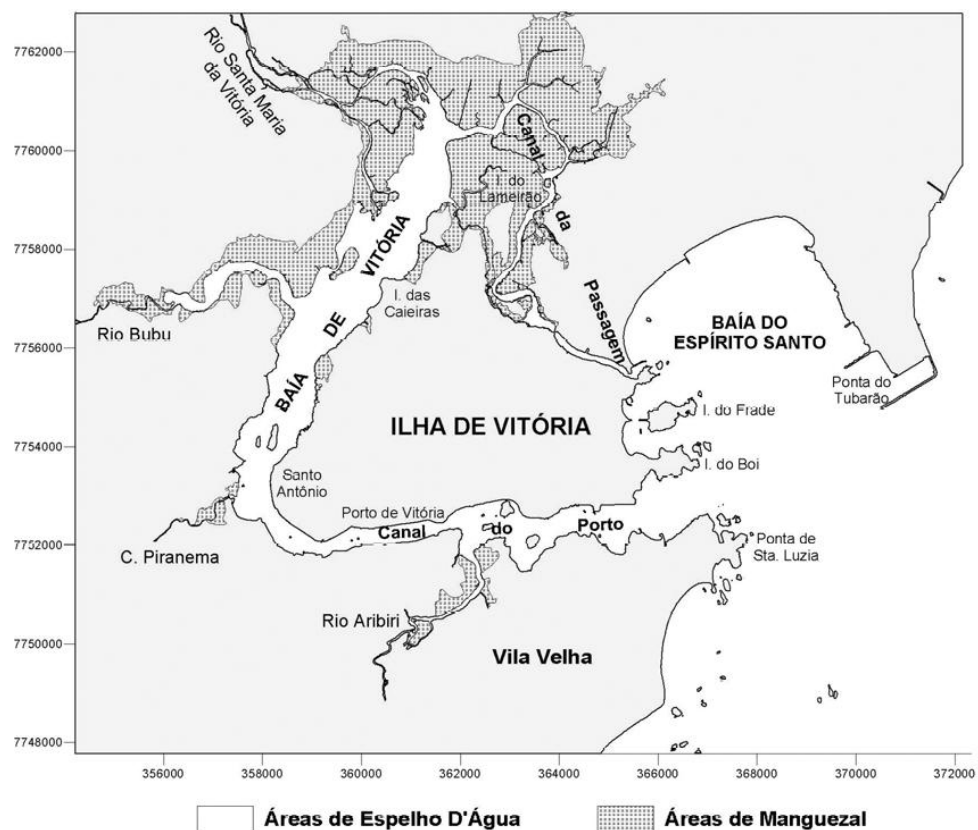 7762000
7760000
7758000
7756000
7754000
7752000
7750000
7748000
Rio Santa Maria
da Vitória
Canal
da
Passagem
I. do
Lameirão
BAÍA DE VITÓRIA
I. das
Caieiras
Rio Bubu
BAÍA DO
ESPÍRITO SANTO
Ponta do
Tubarão
I. do Frade
ILHA DE VITÓRIA
I. do Boi
Santo
Antônio
Porto de Vitória
Canal do Porto
C. Piranema
Ponta de
Sta. Luzia
Rio Aribiri
Vila Velha
356000 358000 360000 362000 364000 366000 368000 370000 372000
Áreas de Espelho D'Água Áreas de Manguezal